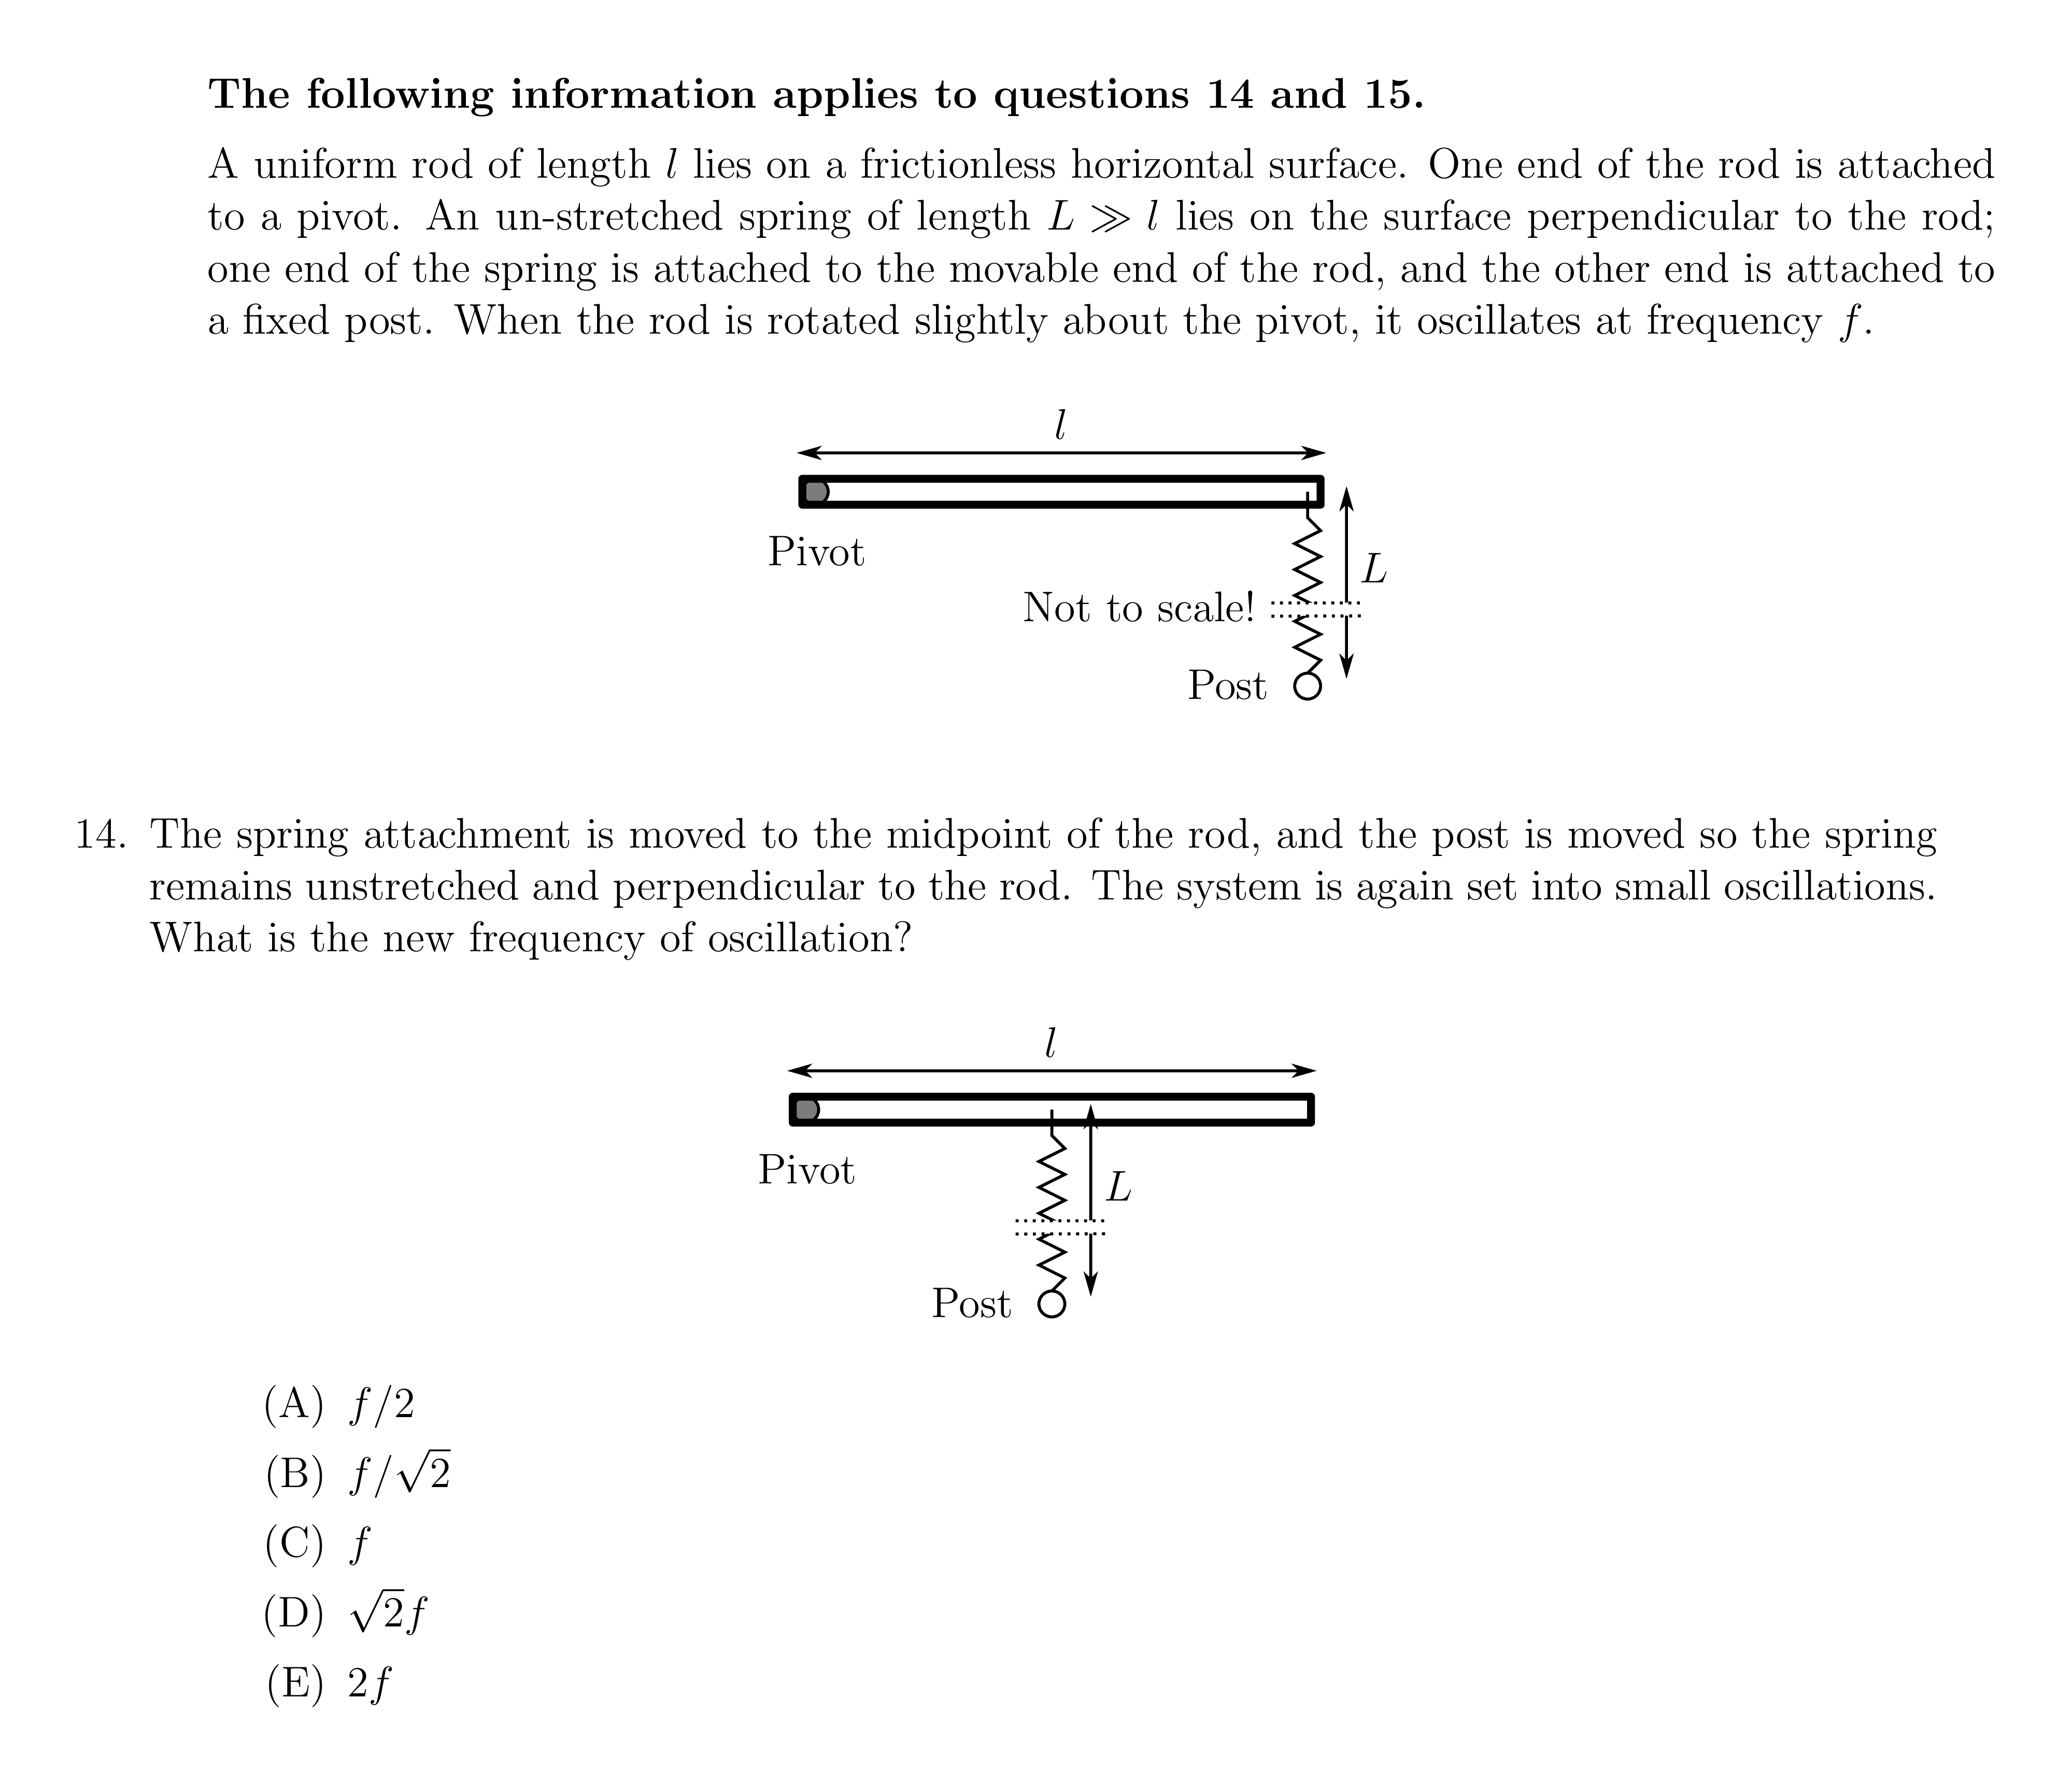 The following information applies to questions 14 and 15.
A uniform rod of length l lies on a frictionless horizontal surface. One end of the rod is attached
to a pivot. An un-stretched spring of length L ≫ l lies on the surface perpendicular to the rod;
one end of the spring is attached to the movable end of the rod, and the other end is attached to
a fixed post. When the rod is rotated slightly about the pivot, it oscillates at frequency f.
l
Pivot
L
Not to scale!
Post
14. The spring attachment is moved to the midpoint of the rod, and the post is moved so the spring
remains unstretched and perpendicular to the rod. The system is again set into small oscillations.
What is the new frequency of oscillation?
l
Pivot
L
Post
(A) f/2
(B) f/√2
(C) f
(D) √2f
(E) 2f